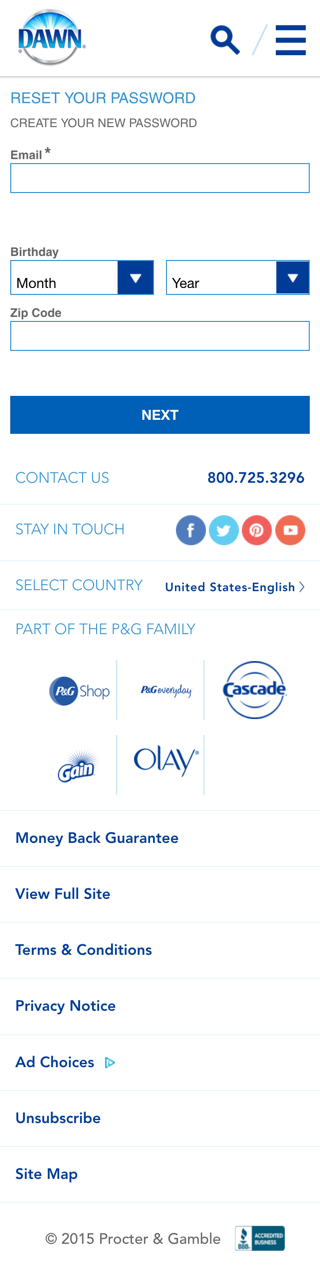 DAWN
RESET YOUR PASSWORD
CREATE YOUR NEW PASSWORD
Email *
Birthday
Month Year
Zip Code
NEXT
CONTACT US 800.725.3296
STAY IN TOUCH
SELECT COUNTRY United States-English >
PART OF THE P&G FAMILY
P&G Shop P&G everyday Cascade
Gain OLAY®
Money Back Guarantee
View Full Site
Terms & Conditions
Privacy Notice
Ad Choices
Unsubscribe
Site Map
© 2015 Procter & Gamble BBB ACCREDITED BUSINESS